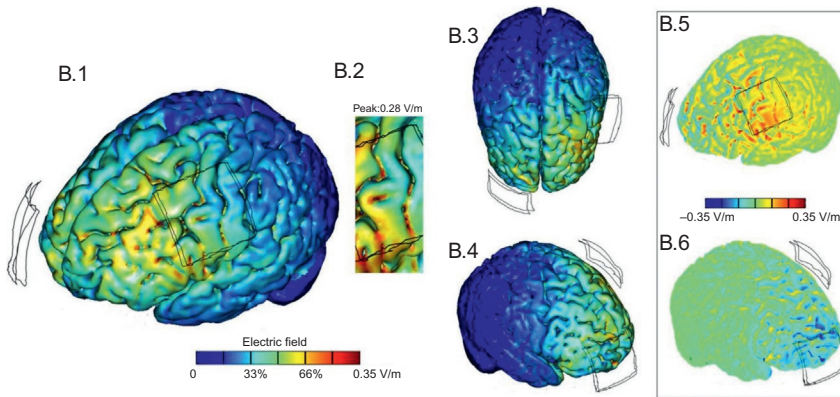 B.1
B.2
Peak:0.28 V/m
Electric field
0 33% 66% 0.35 V/m
B.3
B.4
B.5
–0.35 V/m 0.35 V/m
B.6